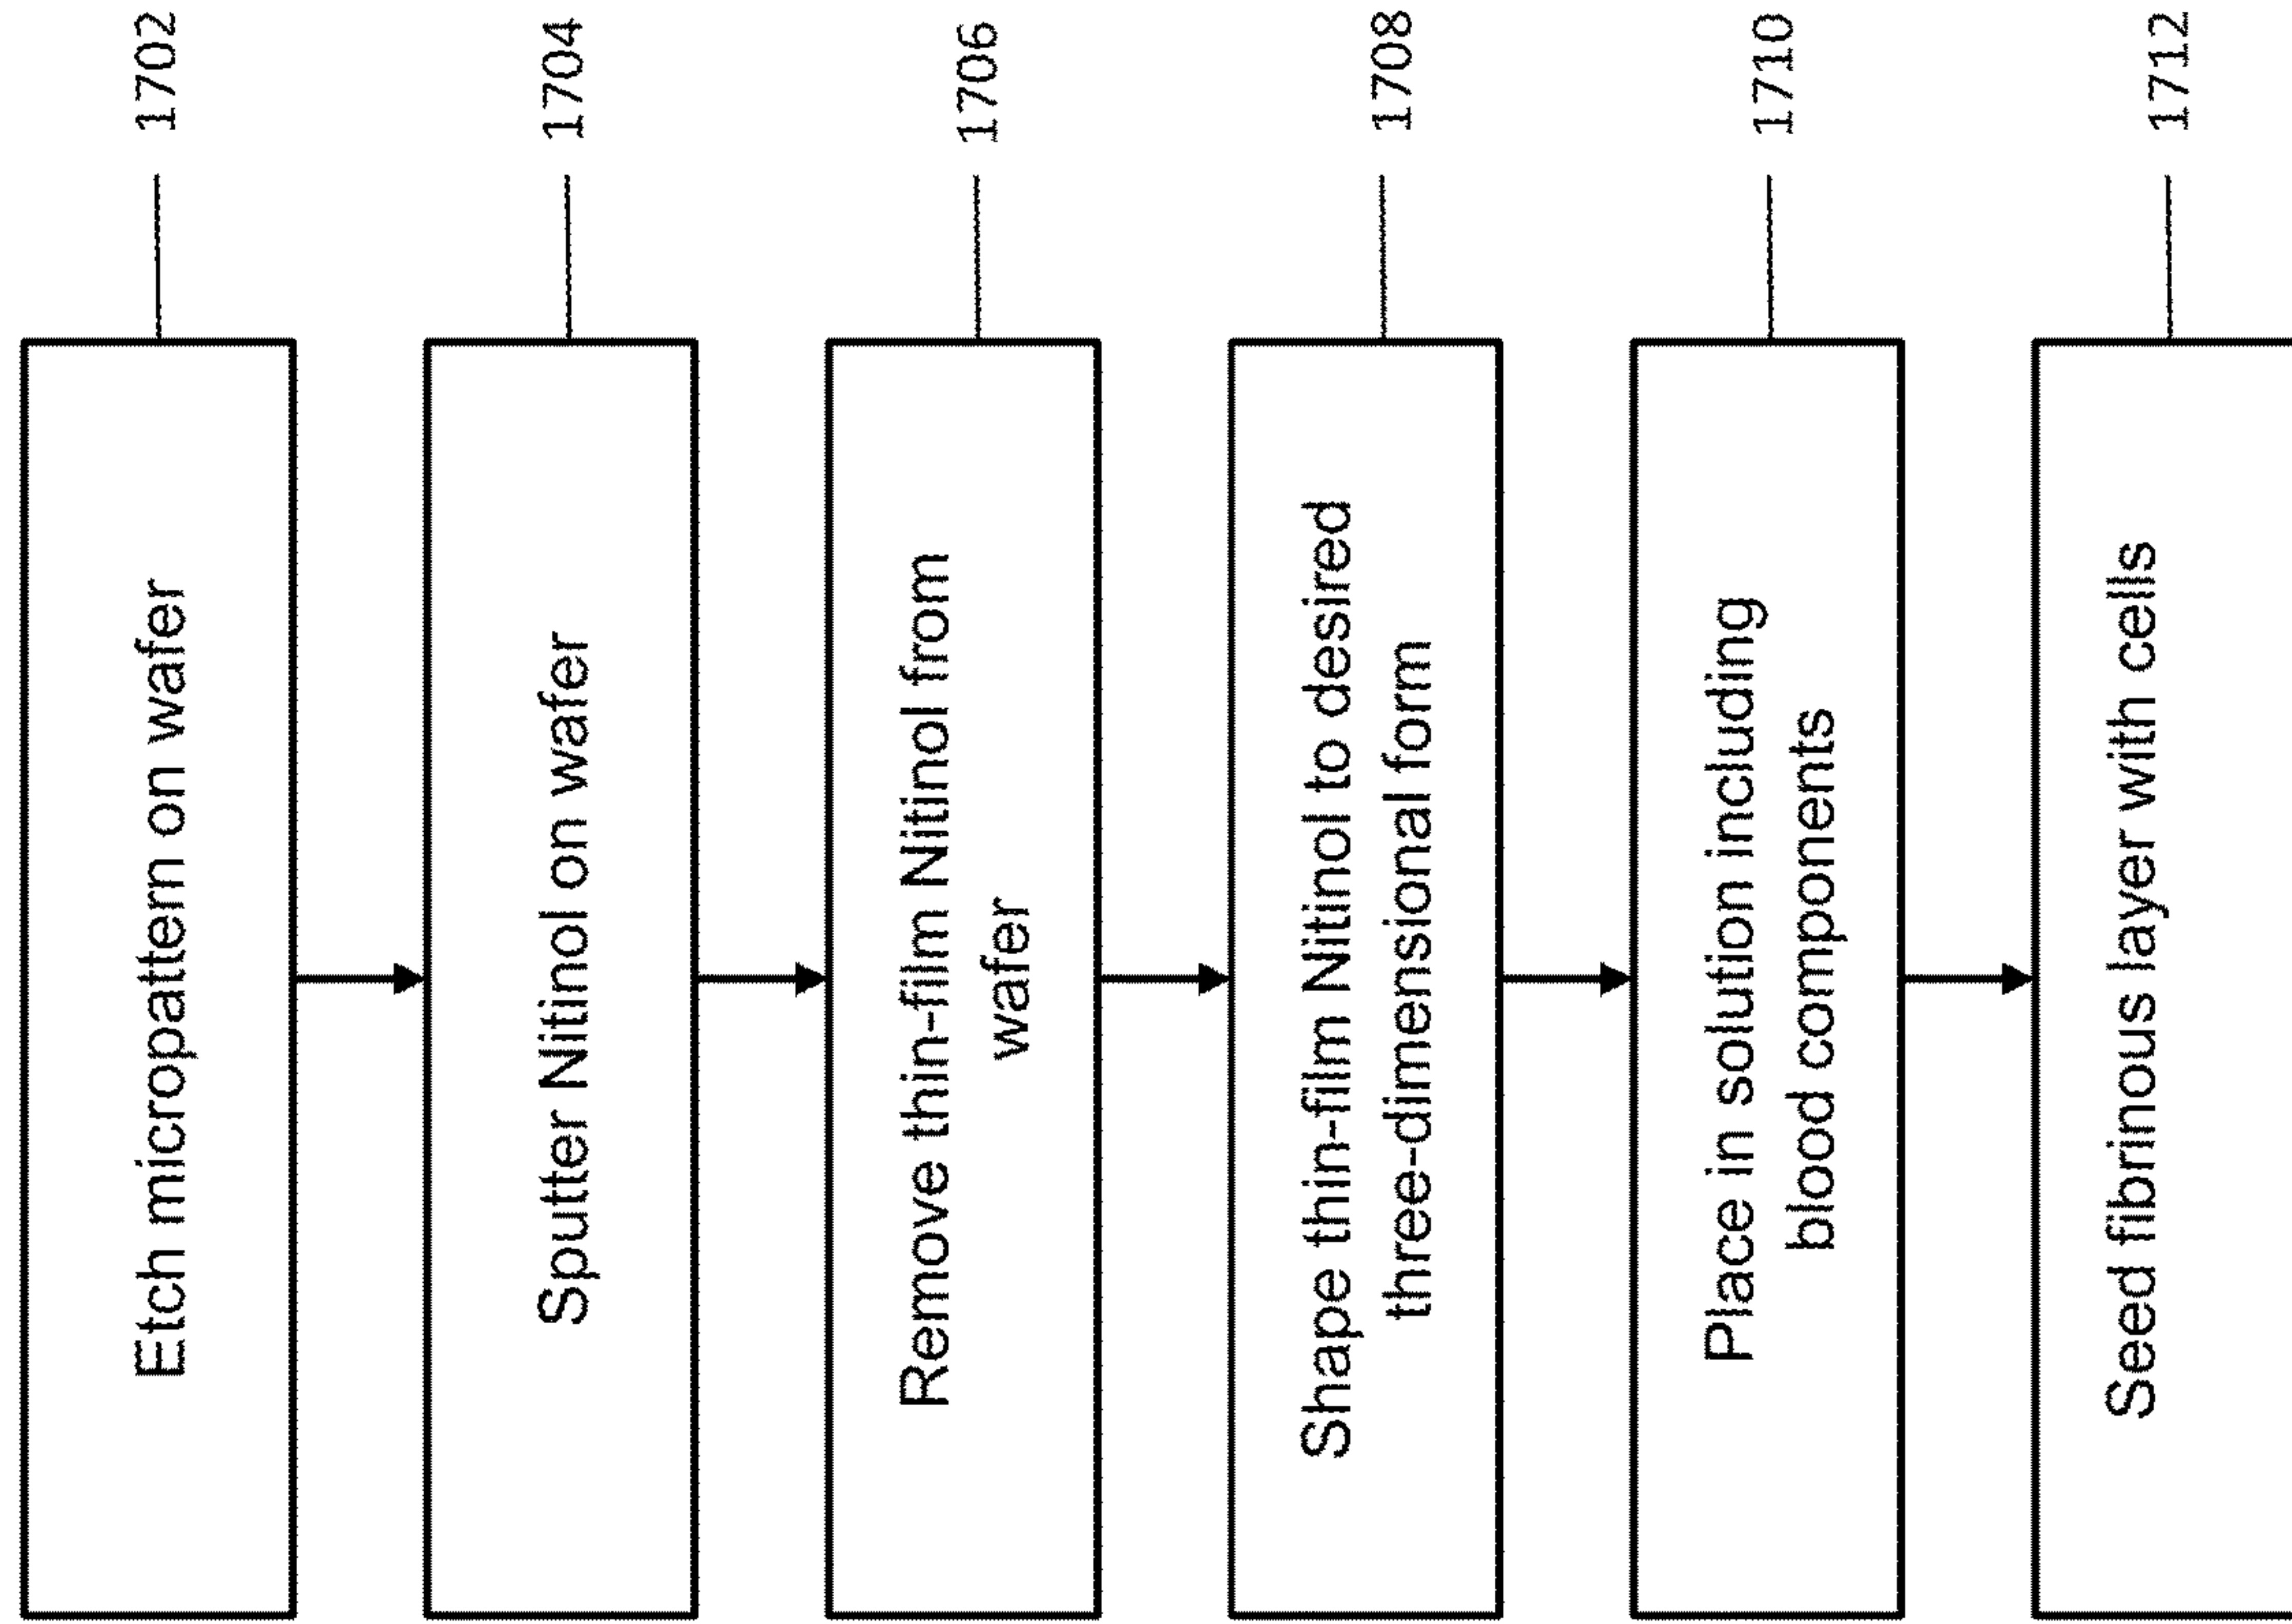 Etch micropattern on wafer
1702
Sputter Nitinol on wafer
1704
Remove thin-film Nitinol from
wafer
1706
Shape thin-film Nitinol to desired
three-dimensional form
1708
Place in solution including
blood components
1710
Seed fibrinous layer with cells
1712